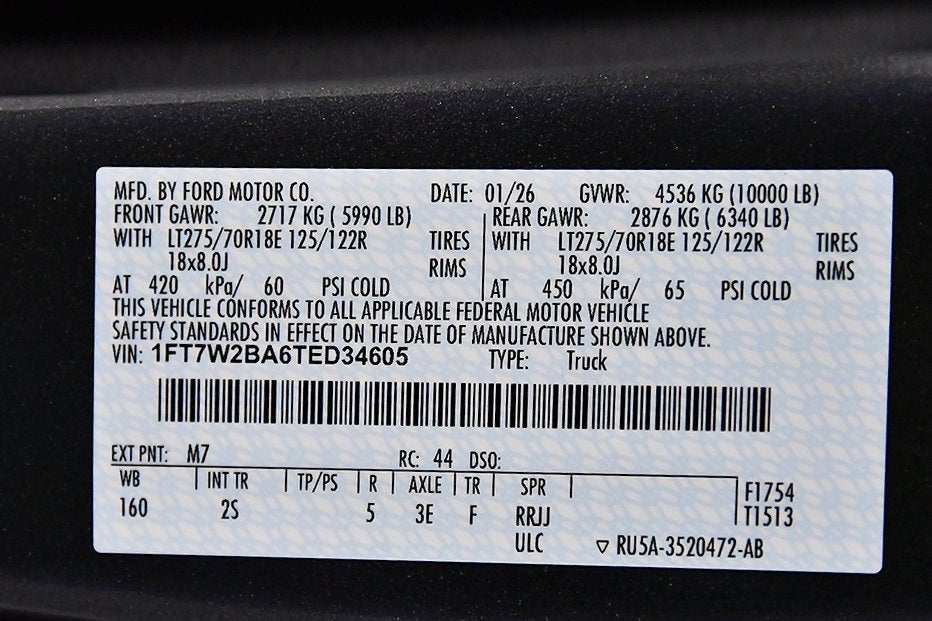 MFD. BY FORD MOTOR CO. DATE: 01/26 GVWR: 4536 KG (10000 LB)
FRONT GAWR: 2717 KG ( 5990 LB) REAR GAWR: 2876 KG ( 6340 LB)
WITH LT275/70R18E 125/122R TIRES WITH LT275/70R18E 125/122R TIRES
18x8.0J RIMS 18x8.0J RIMS
AT 420 kPa/ 60 PSI COLD AT 450 kPa/ 65 PSI COLD
THIS VEHICLE CONFORMS TO ALL APPLICABLE FEDERAL MOTOR VEHICLE
SAFETY STANDARDS IN EFFECT ON THE DATE OF MANUFACTURE SHOWN ABOVE.
VIN: 1FT7W2BA6TED34605 TYPE: Truck
EXT PNT: M7 RC: 44 DSO:
WB INT TR TP/PS R AXLE TR SPR F1754
160 2S 5 3E F RRJJ T1513
ULC ▽ RU5A-3520472-AB